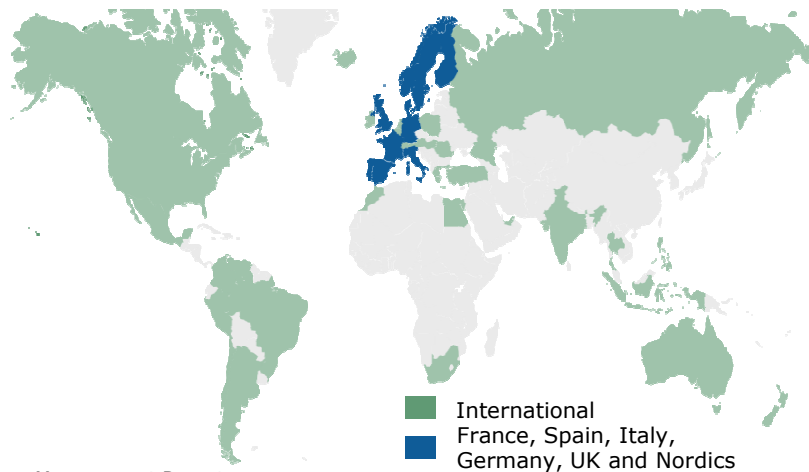 International
France, Spain, Italy,
Germany, UK and Nordics